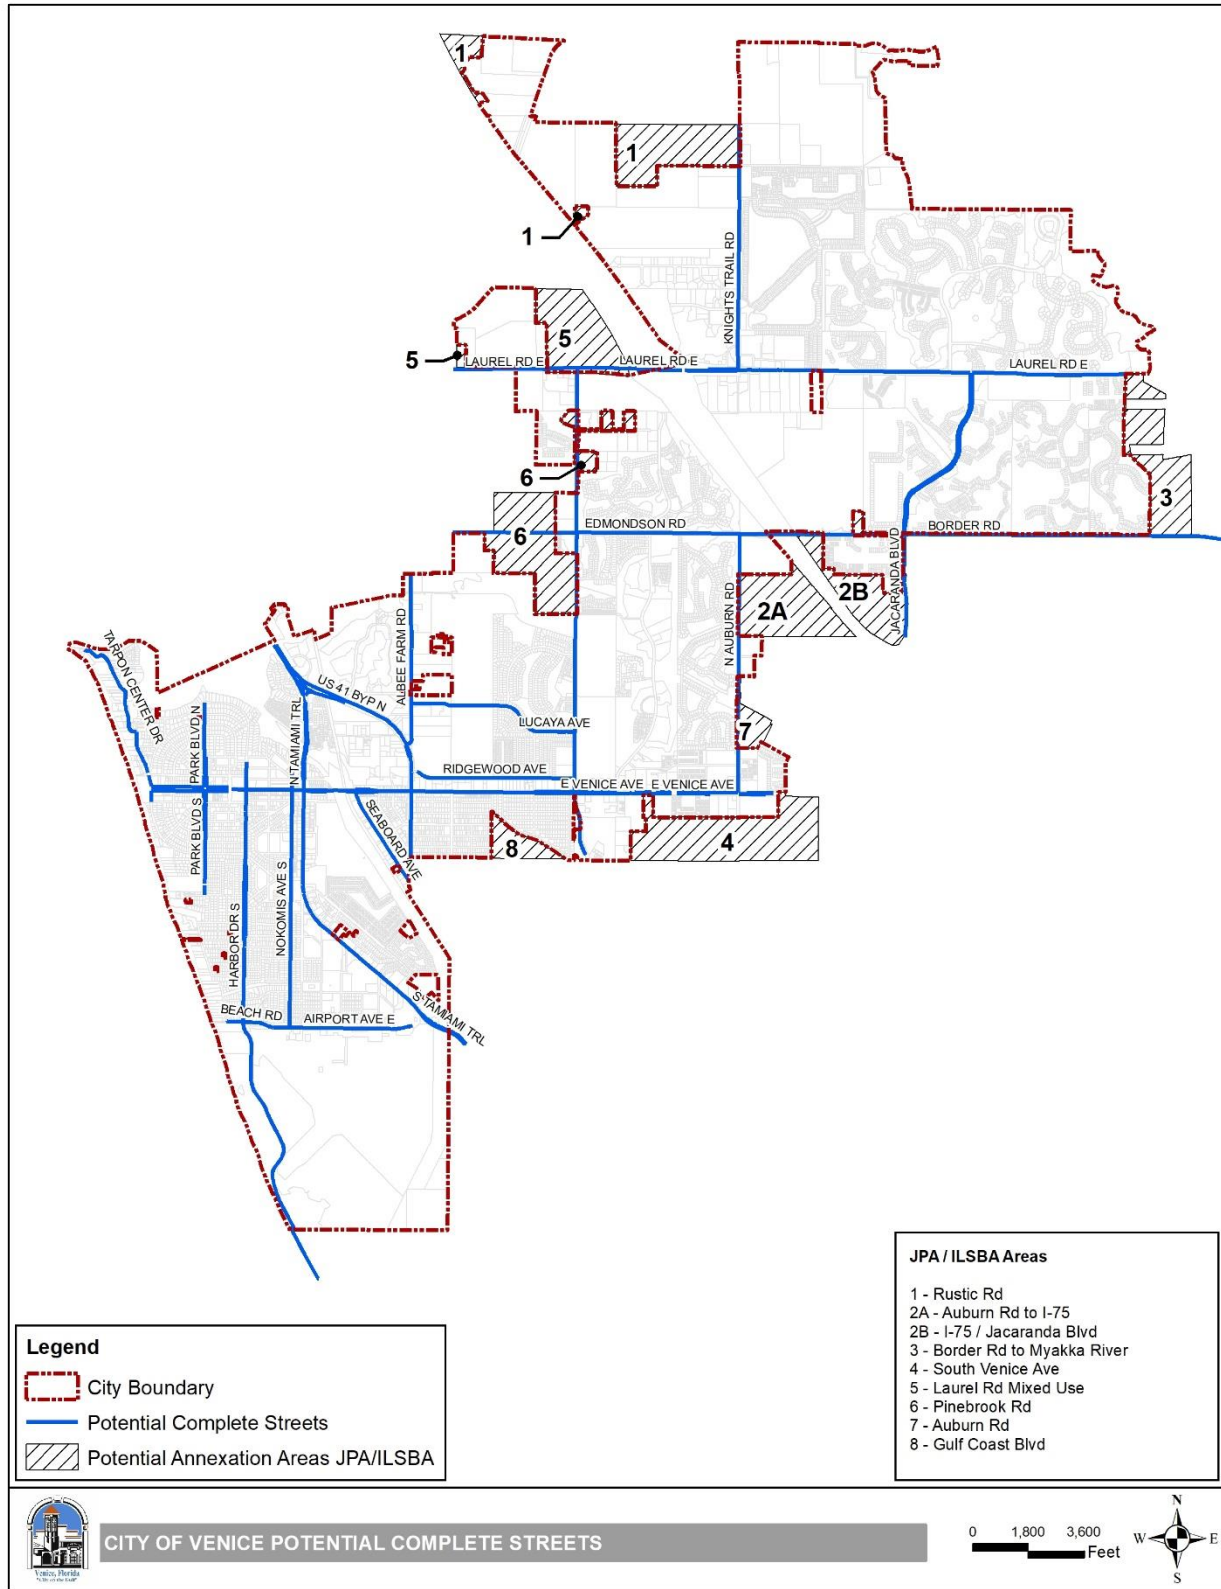 1
1
1
KNIGHTS TRAIL RD
5
5
LAUREL RD E
LAUREL RD E
LAUREL RD E
6
3
EDMONDSON RD
BORDER RD
6
2A
2B
JACARANDA BLVD
N AUBURN RD
ALBEE FARM RD
TARPON CENTER DR
US 41 BYP N
N TAMIAMI TRL
PARK BLVD N
LUCAYA AVE
7
RIDGEWOOD AVE
E VENICE AVE
E VENICE AVE
SEABOARD AVE
PARK BLVD S
8
4
HARBOR DR S
NOKOMIS AVE S
BEACH RD
AIRPORT AVE E
S TAMIAMI TRL
JPA / ILSBA Areas
1 - Rustic Rd
2A - Auburn Rd to I-75
2B - I-75 / Jacaranda Blvd
3 - Border Rd to Myakka River
4 - South Venice Ave
5 - Laurel Rd Mixed Use
6 - Pinebrook Rd
7 - Auburn Rd
8 - Gulf Coast Blvd
Legend
City Boundary
Potential Complete Streets
Potential Annexation Areas JPA/ILSBA
Venice, Florida
"City on the Gulf"
CITY OF VENICE POTENTIAL COMPLETE STREETS
0 1,800 3,600
Feet
N
W E
S